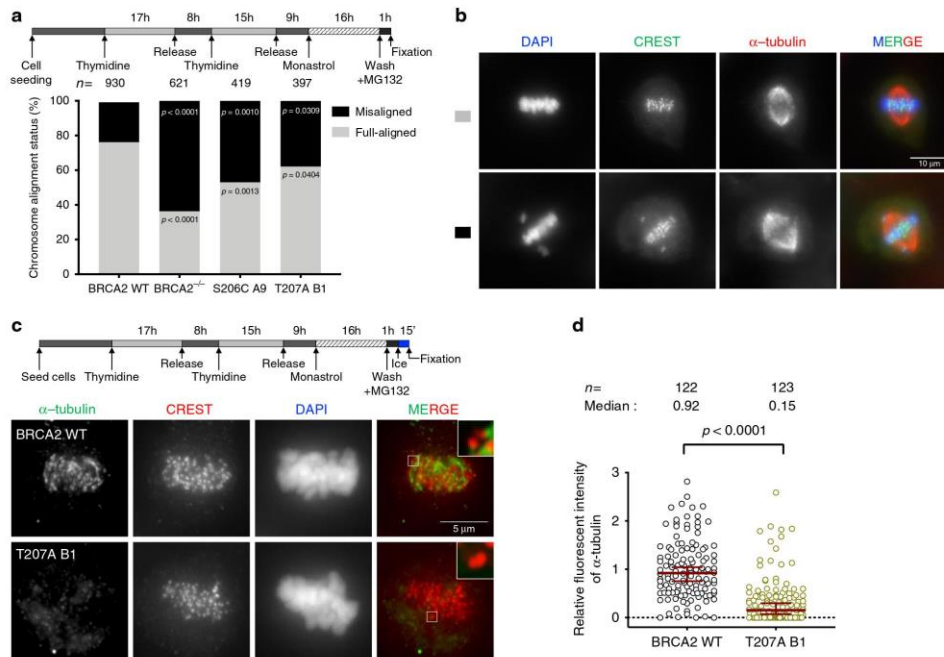 a
17h 8h 15h 9h 16h 1h
Release Release Fixation
Cell seeding Thymidine Thymidine Monastrol Wash +MG132
n= 930 621 419 397
Chromosome alignment status (%)
100
80
60
40
20
0
p < 0.0001 p = 0.0010 p = 0.0309
p < 0.0001 p = 0.0013 p = 0.0404
Misaligned
Full-aligned
BRCA2 WT BRCA2–/– S206C A9 T207A B1
b
DAPI CREST α–tubulin MERGE
10 μm
c
17h 8h 15h 9h 16h 1h 15'
Release Release Ice Fixation
Seed cells Thymidine Thymidine Monastrol Wash +MG132
α–tubulin CREST DAPI MERGE
BRCA2 WT
5 μm
T207A B1
d
n= 122 123
Median : 0.92 0.15
p < 0.0001
Relative fluorescent intensity
of α-tubulin
3
2
1
0
BRCA2 WT T207A B1